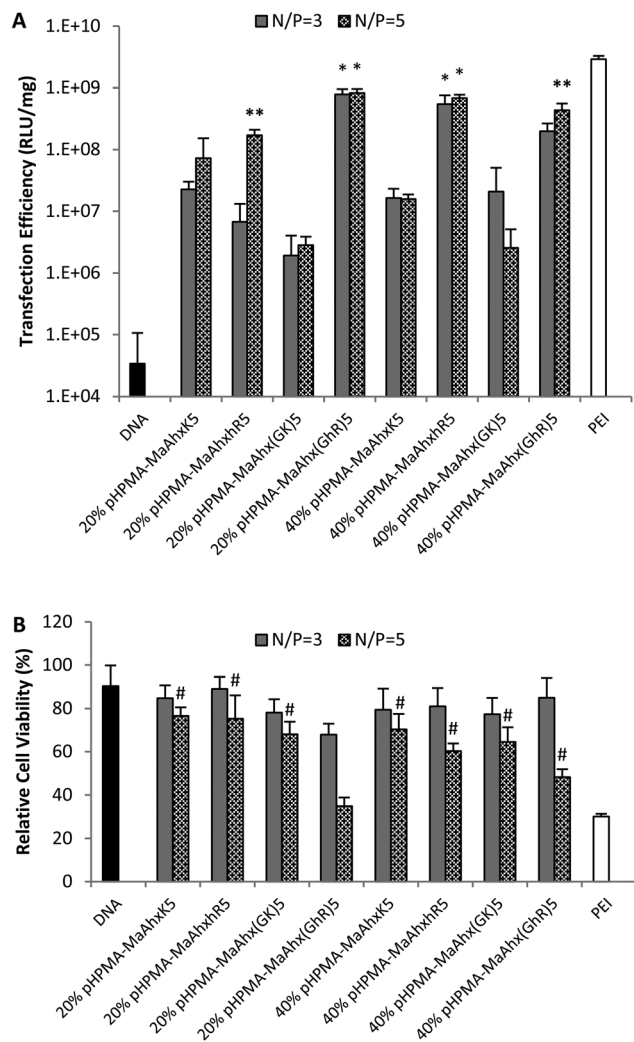 A
N/P=3 N/P=5
Transfection Efficiency (RLU/mg)
1.E+10
1.E+09
1.E+08
1.E+07
1.E+06
1.E+05
1.E+04
** * * * * **
DNA
20% pHPMA-MaAhxK5
20% pHPMA-MaAhxhR5
20% pHPMA-MaAhx(GK)5
20% pHPMA-MaAhx(GhR)5
40% pHPMA-MaAhxK5
40% pHPMA-MaAhxhR5
40% pHPMA-MaAhx(GK)5
40% pHPMA-MaAhx(GhR)5
PEI
B
N/P=3 N/P=5
Relative Cell Viability (%)
120
100
80
60
40
20
0
# # # # # # #
DNA
20% pHPMA-MaAhxK5
20% pHPMA-MaAhxhR5
20% pHPMA-MaAhx(GK)5
20% pHPMA-MaAhx(GhR)5
40% pHPMA-MaAhxK5
40% pHPMA-MaAhxhR5
40% pHPMA-MaAhx(GK)5
40% pHPMA-MaAhx(GhR)5
PEI